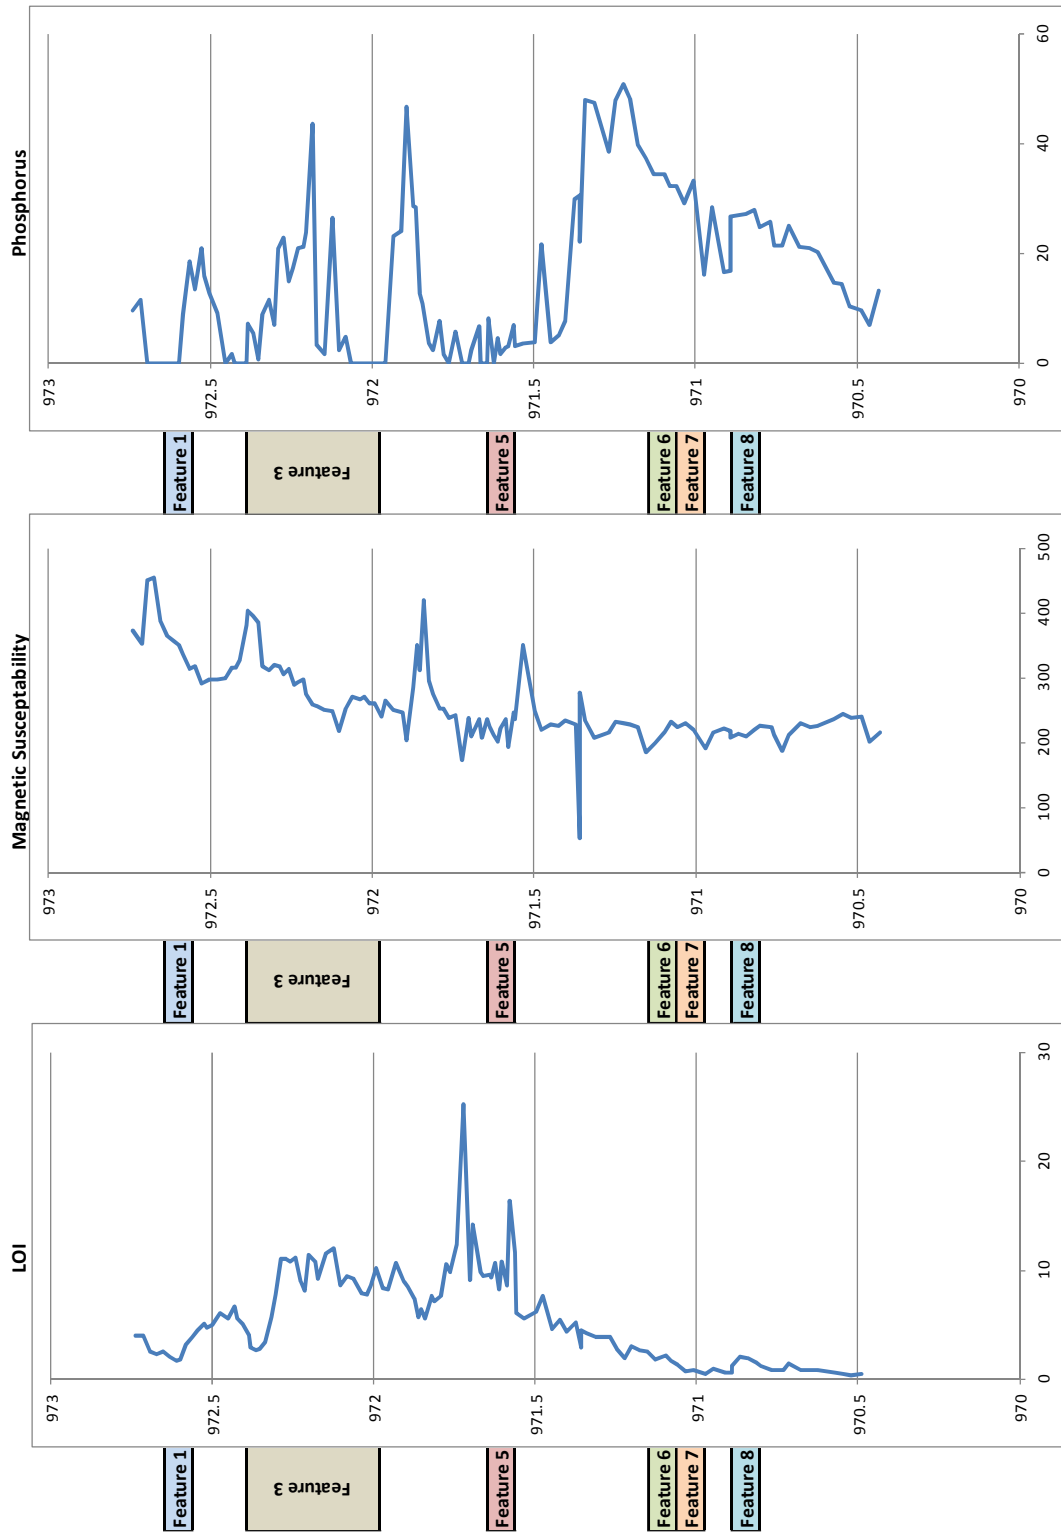 Phosphorus
973
972.5
972
971.5
971
970.5
970
0
20
40
60
Feature 1
Feature 3
Feature 5
Feature 6
Feature 7
Feature 8
Magnetic Susceptability
973
972.5
972
971.5
971
970.5
970
0
100
200
300
400
500
Feature 1
Feature 3
Feature 5
Feature 6
Feature 7
Feature 8
LOI
973
972.5
972
971.5
971
970.5
970
0
10
20
30
Feature 1
Feature 3
Feature 5
Feature 6
Feature 7
Feature 8